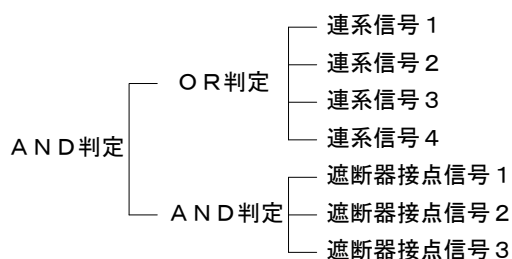 連系信号１
連系信号２
ＯＲ判定
連系信号３
連系信号４
ＡＮＤ判定
遮断器接点信号１
ＡＮＤ判定
遮断器接点信号２
遮断器接点信号３